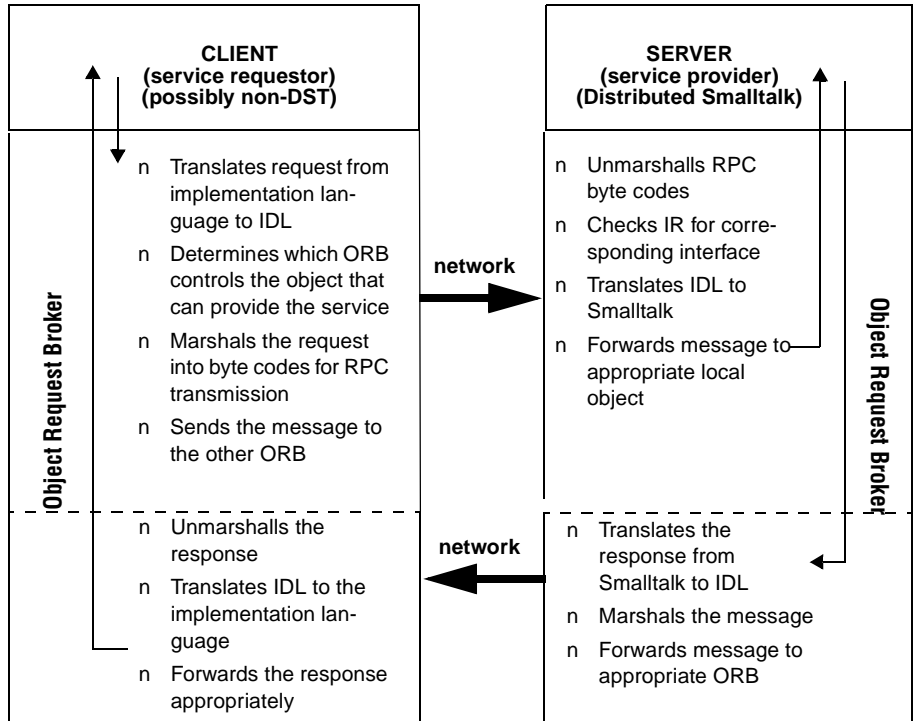 CLIENT
(service requestor)
(possibly non-DST)
SERVER
(service provider)
(Distributed Smalltalk)
Object Request Broker
n Translates request from
implementation lan-
guage to IDL
n Determines which ORB
controls the object that
can provide the service
n Marshals the request
into byte codes for RPC
transmission
n Sends the message to
the other ORB
network
n Unmarshalls RPC
byte codes
n Checks IR for corre-
sponding interface
n Translates IDL to
Smalltalk
n Forwards message to
appropriate local
object
Object Request Broker
n Translates the
response from
Smalltalk to IDL
n Marshals the message
n Forwards message to
appropriate ORB
network
n Unmarshalls the
response
n Translates IDL to the
implementation lan-
guage
n Forwards the response
appropriately